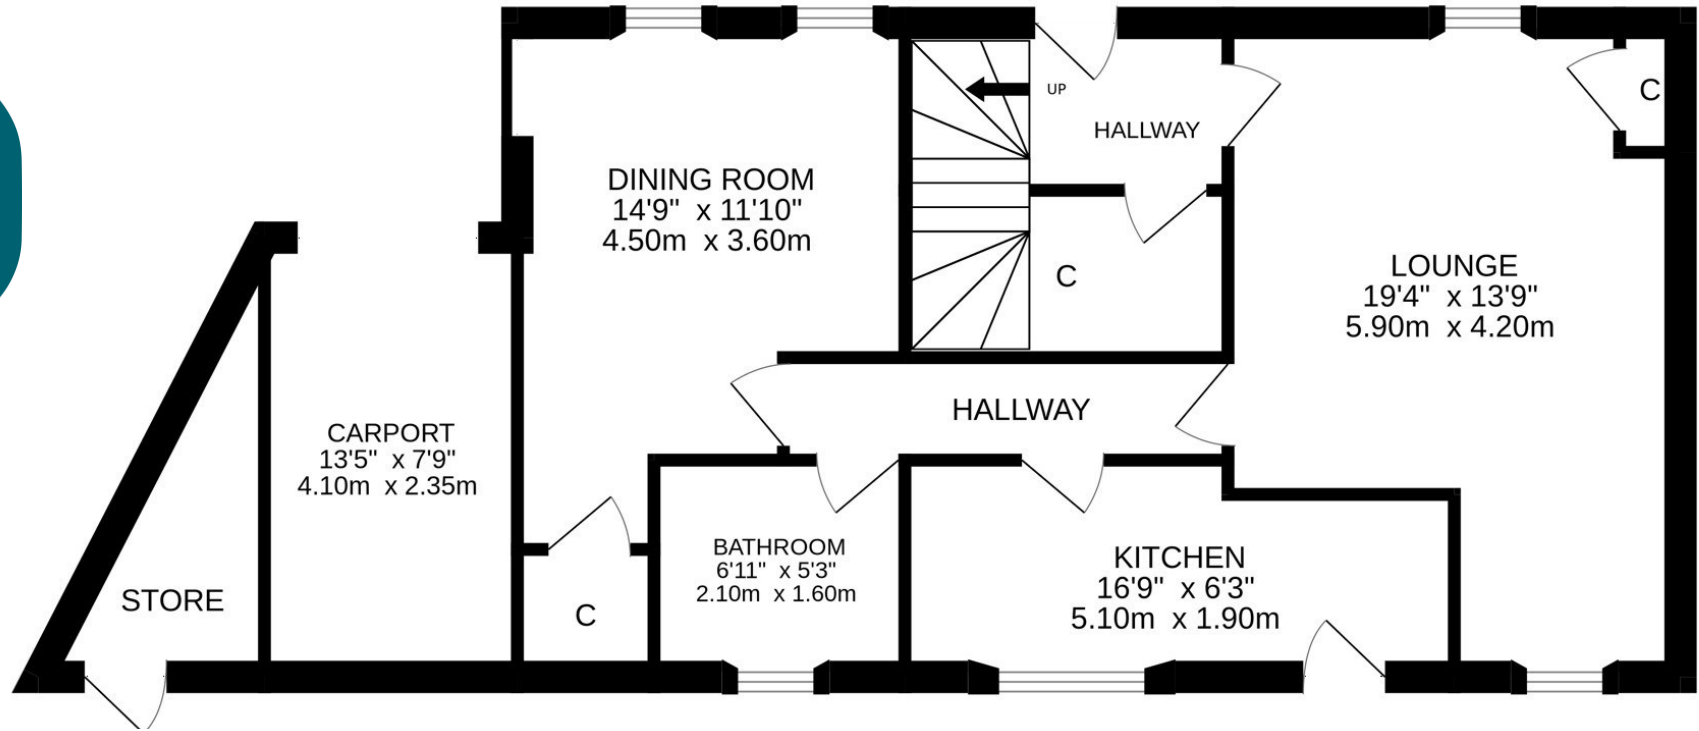 UP
HALLWAY
C
DINING ROOM
14'9" x 11'10"
4.50m x 3.60m
C
LOUNGE
19'4" x 13'9"
5.90m x 4.20m
HALLWAY
CARPORT
13'5" x 7'9"
4.10m x 2.35m
STORE
C
BATHROOM
6'11" x 5'3"
2.10m x 1.60m
KITCHEN
16'9" x 6'3"
5.10m x 1.90m